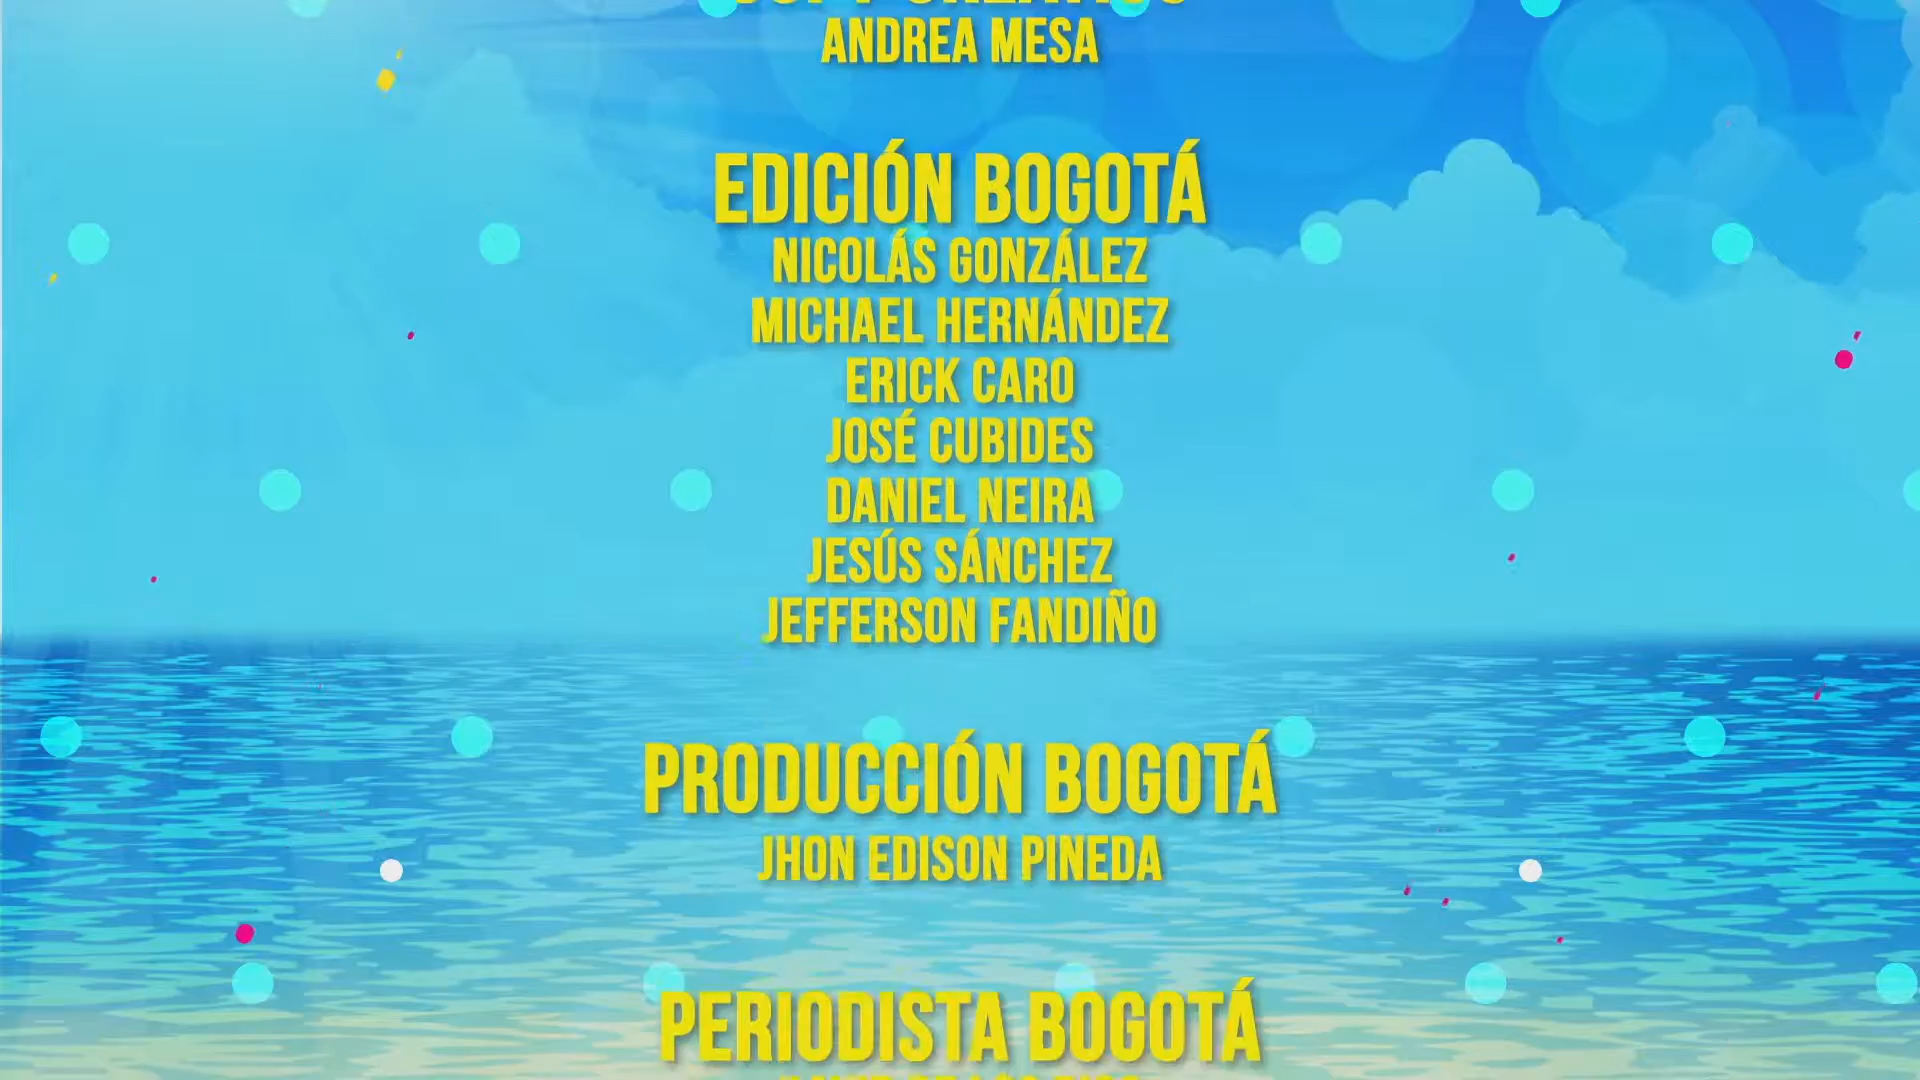 ANDREA MESA
EDICIÓN BOGOTÁ
NICOLÁS GONZÁLEZ
MICHAEL HERNÁNDEZ
ERICK CARO
JOSÉ CUBIDES
DANIEL NEIRA
JESÚS SÁNCHEZ
JEFFERSON FANDIÑO
PRODUCCIÓN BOGOTÁ
JHON EDISON PINEDA
PERIODISTA BOGOTÁ